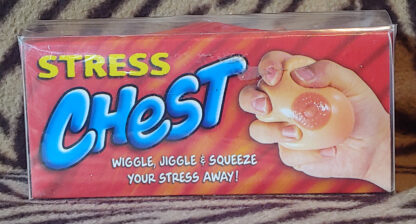 STRESS
CHEST
WIGGLE, JIGGLE & SQUEEZE
YOUR STRESS AWAY!